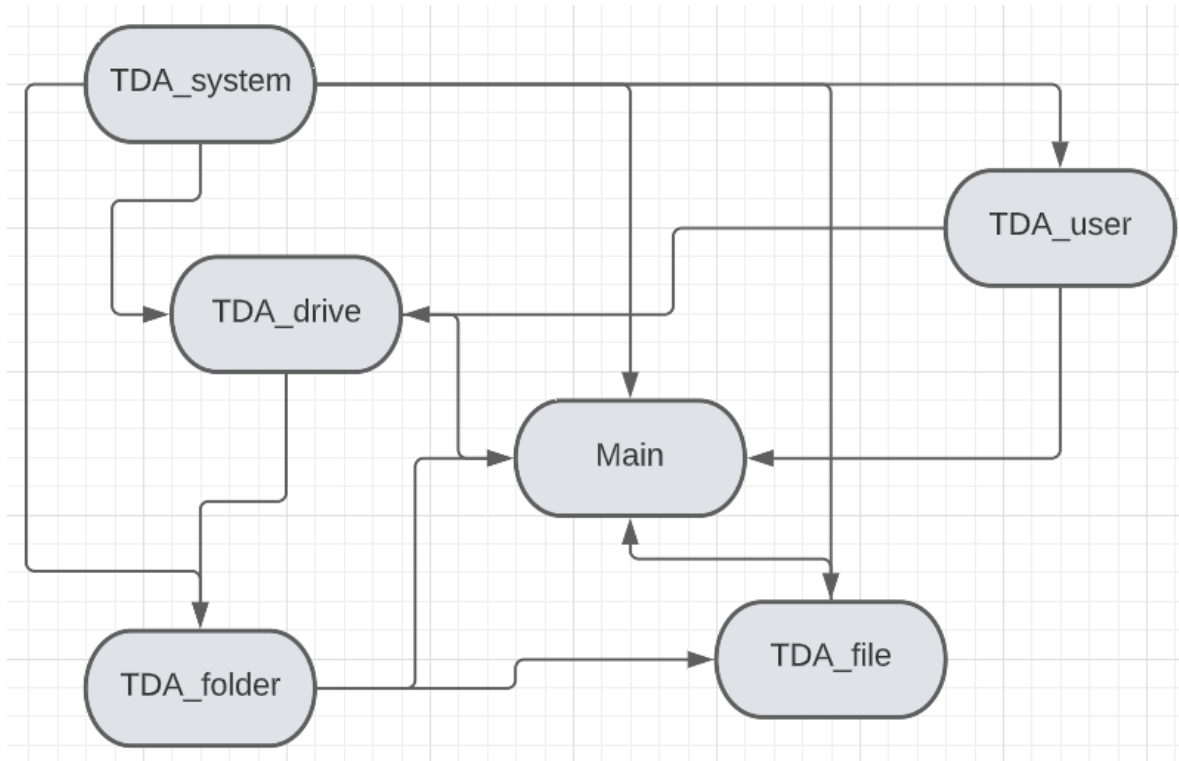 TDA_system
TDA_user
TDA_drive
Main
TDA_file
TDA_folder